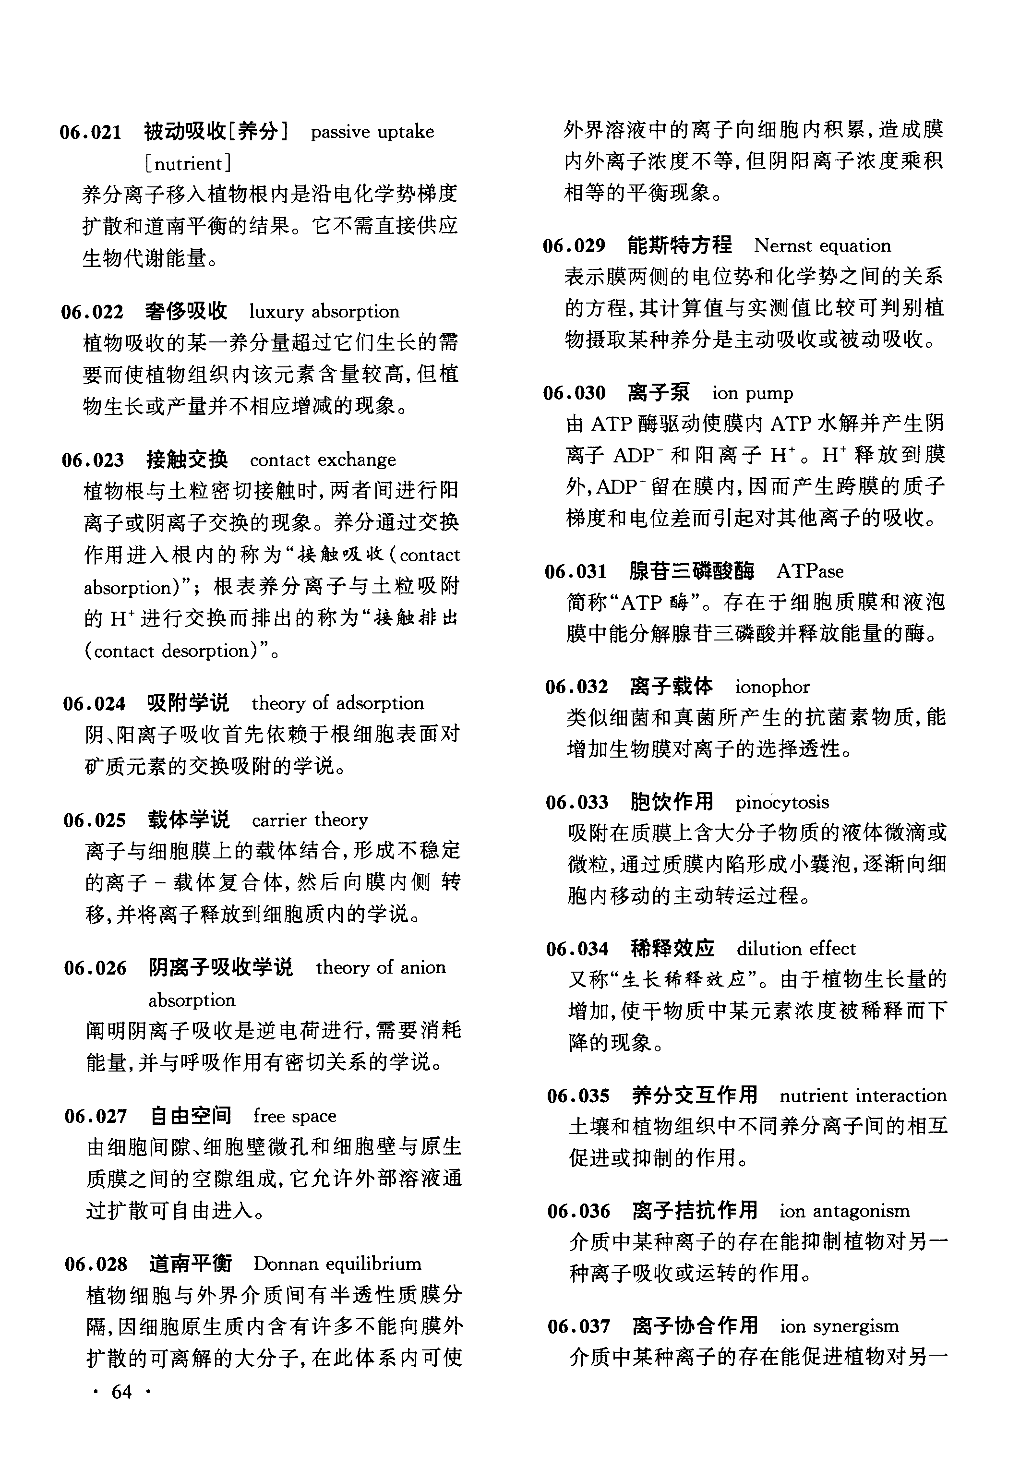 06.021 被动吸收[养分] passive uptake
[nutrient]
养分离子移入植物根内是沿电化学势梯度
扩散和道南平衡的结果。它不需直接供应
生物代谢能量。
06.022 奢侈吸收 luxury absorption
植物吸收的某一养分量超过它们生长的需
要而使植物组织内该元素含量较高,但植
物生长或产量并不相应增减的现象。
06.023 接触交换 contact exchange
植物根与土粒密切接触时,两者间进行阳
离子或阴离子交换的现象。养分通过交换
作用进入根内的称为“接触吸收(contact
absorption)”；根表养分离子与土粒吸附
的 H⁺进行交换而排出的称为“接触排出
(contact desorption)”。
06.024 吸附学说 theory of adsorption
阴、阳离子吸收首先依赖于根细胞表面对
矿质元素的交换吸附的学说。
06.025 载体学说 carrier theory
离子与细胞膜上的载体结合,形成不稳定
的离子－载体复合体,然后向膜内侧 转
移,并将离子释放到细胞质内的学说。
06.026 阴离子吸收学说 theory of anion
absorption
阐明阴离子吸收是逆电荷进行,需要消耗
能量,并与呼吸作用有密切关系的学说。
06.027 自由空间 free space
由细胞间隙、细胞壁微孔和细胞壁与原生
质膜之间的空隙组成,它允许外部溶液通
过扩散可自由进入。
06.028 道南平衡 Donnan equilibrium
植物细胞与外界介质间有半透性质膜分
隔,因细胞原生质内含有许多不能向膜外
扩散的可离解的大分子,在此体系内可使
· 64 ·
外界溶液中的离子向细胞内积累,造成膜
内外离子浓度不等,但阴阳离子浓度乘积
相等的平衡现象。
06.029 能斯特方程 Nernst equation
表示膜两侧的电位势和化学势之间的关系
的方程,其计算值与实测值比较可判别植
物摄取某种养分是主动吸收或被动吸收。
06.030 离子泵 ion pump
由 ATP 酶驱动使膜内 ATP 水解并产生阴
离子 ADP⁻ 和阳离子 H⁺。H⁺ 释放到膜
外,ADP⁻留在膜内,因而产生跨膜的质子
梯度和电位差而引起对其他离子的吸收。
06.031 腺苷三磷酸酶 ATPase
简称“ATP 酶”。存在于细胞质膜和液泡
膜中能分解腺苷三磷酸并释放能量的酶。
06.032 离子载体 ionophor
类似细菌和真菌所产生的抗菌素物质,能
增加生物膜对离子的选择透性。
06.033 胞饮作用 pinocytosis
吸附在质膜上含大分子物质的液体微滴或
微粒,通过质膜内陷形成小囊泡,逐渐向细
胞内移动的主动转运过程。
06.034 稀释效应 dilution effect
又称“生长稀释效应”。由于植物生长量的
增加,使干物质中某元素浓度被稀释而下
降的现象。
06.035 养分交互作用 nutrient interaction
土壤和植物组织中不同养分离子间的相互
促进或抑制的作用。
06.036 离子拮抗作用 ion antagonism
介质中某种离子的存在能抑制植物对另一
种离子吸收或运转的作用。
06.037 离子协合作用 ion synergism
介质中某种离子的存在能促进植物对另一